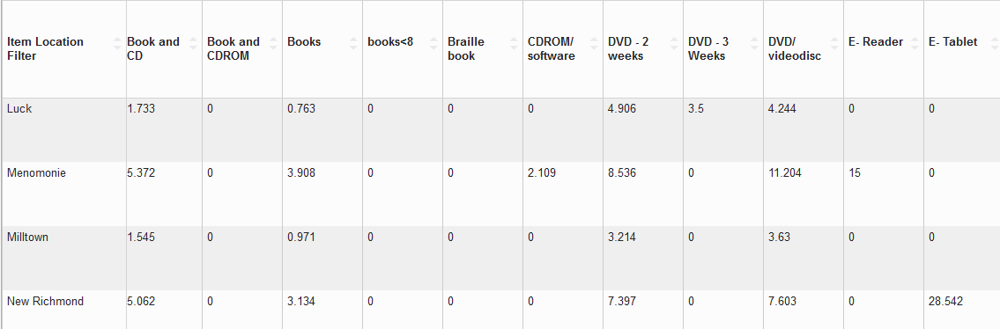 Item Location Filter Book and CD Book and CDROM Books books<8 Braille book CDROM/ software DVD - 2 weeks DVD - 3 Weeks DVD/ videodisc E- Reader E- Tablet
Luck 1.733 0 0.763 0 0 0 4.906 3.5 4.244 0 0
Menomonie 5.372 0 3.908 0 0 2.109 8.536 0 11.204 15 0
Milltown 1.545 0 0.971 0 0 0 3.214 0 3.63 0 0
New Richmond 5.062 0 3.134 0 0 0 7.397 0 7.603 0 28.542